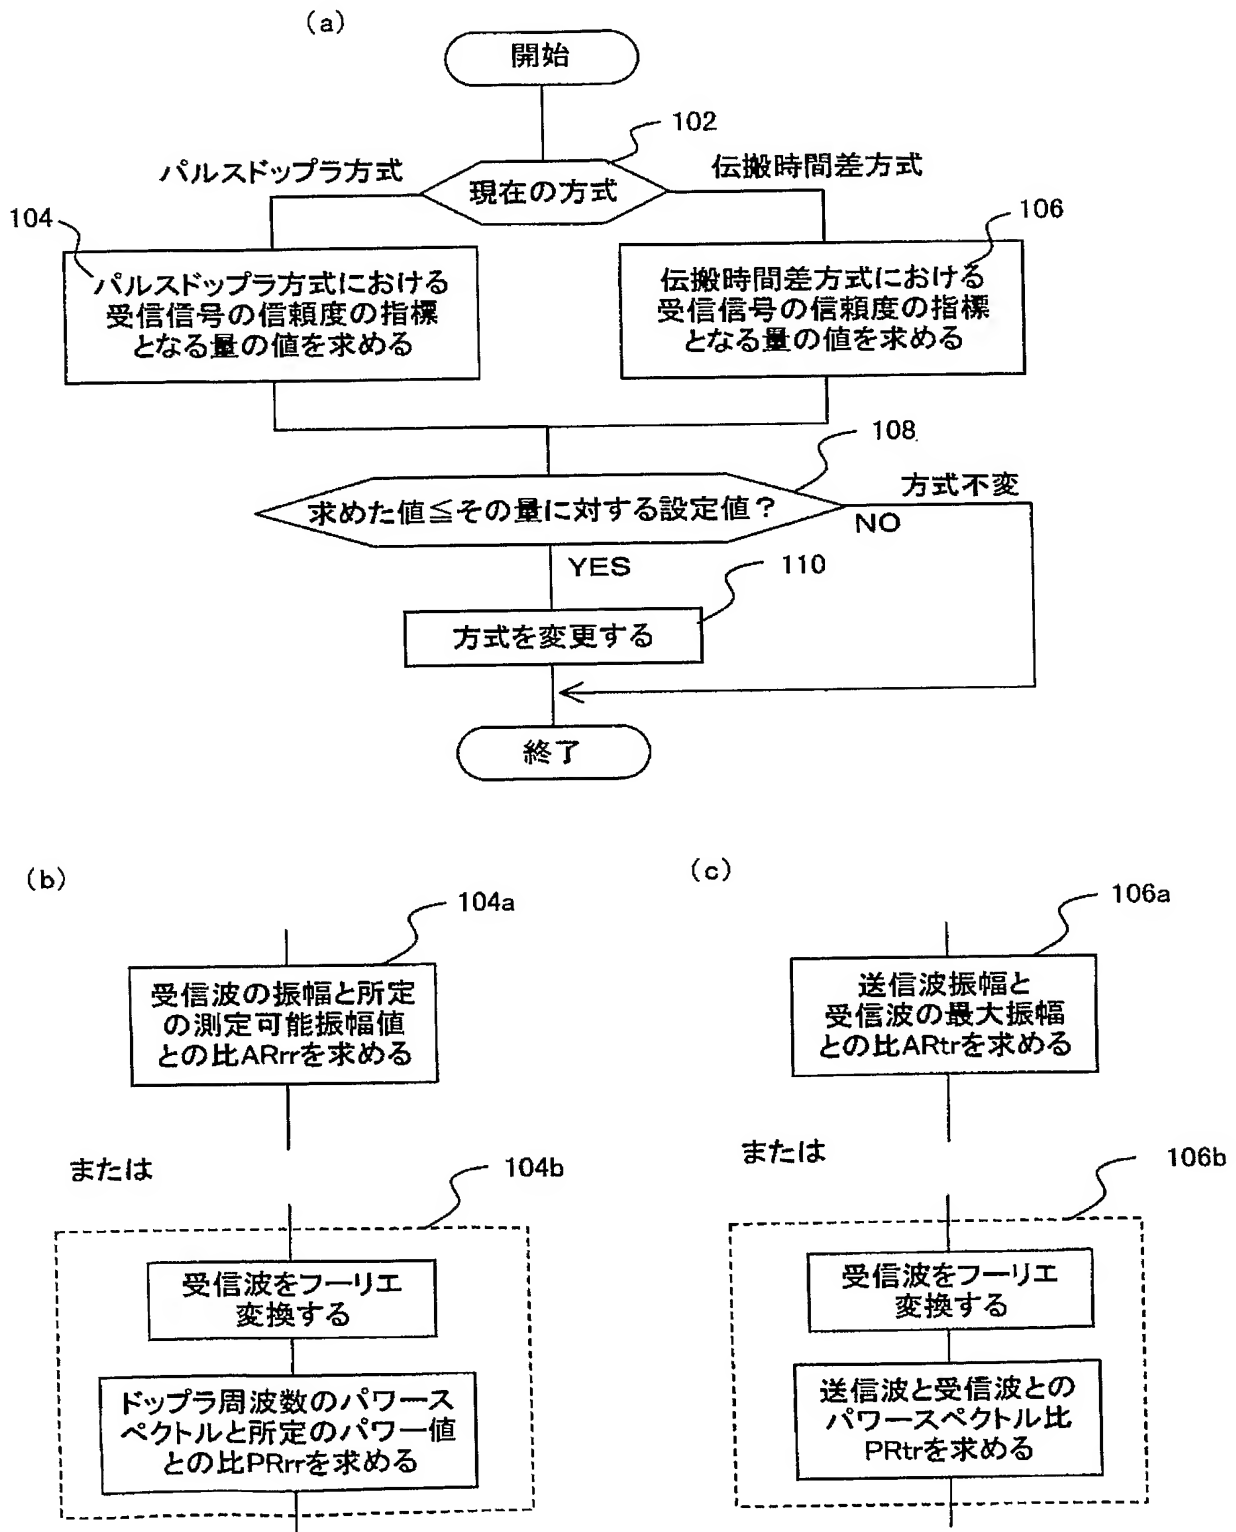 (a)
開始
102
パルスドップラ方式
伝搬時間差方式
現在の方式
104
106
パルスドップラ方式における
受信信号の信頼度の指標
となる量の値を求める
伝搬時間差方式における
受信信号の信頼度の指標
となる量の値を求める
108
方式不変
求めた値≦その量に対する設定値?
NO
YES
110
方式を変更する
終了
(b)
104a
受信波の振幅と所定
の測定可能振幅値
との比ARrrを求める
または
104b
受信波をフーリエ
変換する
ドップラ周波数のパワース
ペクトルと所定のパワー値
との比PRrrを求める
(c)
106a
送信波振幅と
受信波の最大振幅
との比ARtrを求める
または
106b
受信波をフーリエ
変換する
送信波と受信波との
パワースペクトル比
PRtrを求める